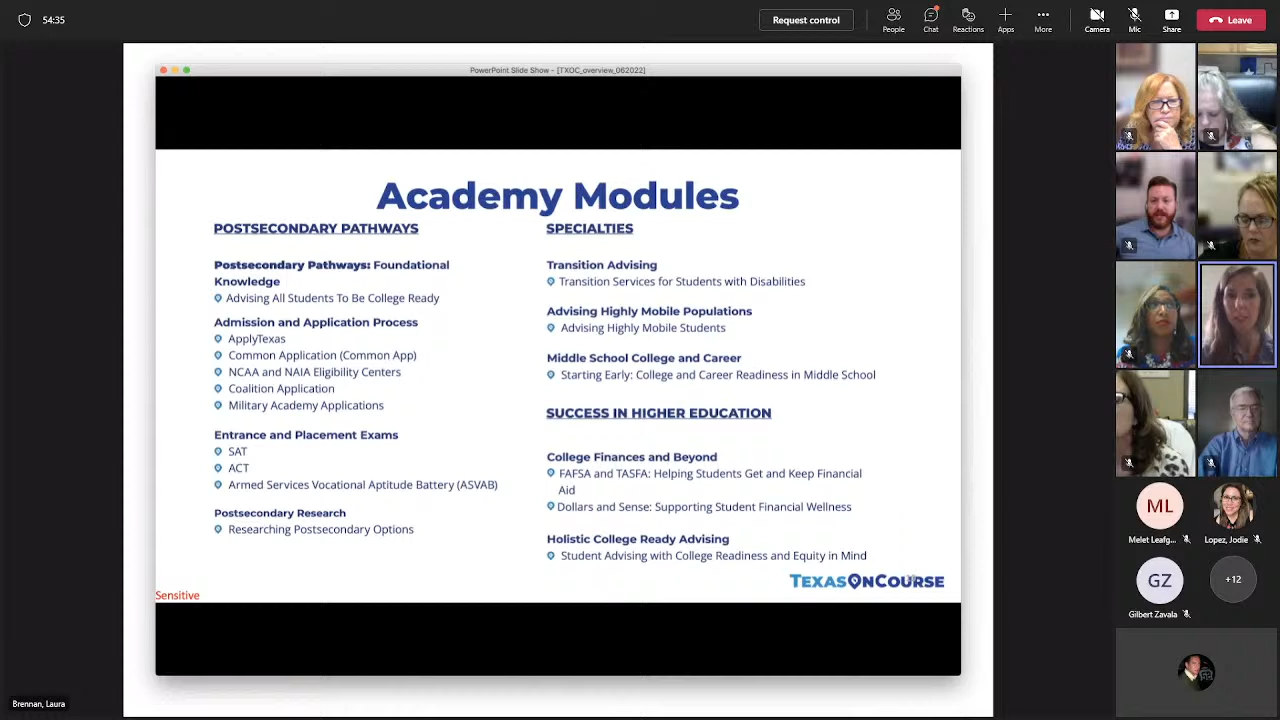 54:35
Request control
People
Chat
Reactions
Apps
More
Camera
Mic
Share
Leave
PowerPoint Slide Show - [TXOC_overview_062022]
Academy Modules
POSTSECONDARY PATHWAYS
Postsecondary Pathways: Foundational
Knowledge
Advising All Students To Be College Ready
Admission and Application Process
ApplyTexas
Common Application (Common App)
NCAA and NAIA Eligibility Centers
Coalition Application
Military Academy Applications
Entrance and Placement Exams
SAT
ACT
Armed Services Vocational Aptitude Battery (ASVAB)
Postsecondary Research
Researching Postsecondary Options
SPECIALTIES
Transition Advising
Transition Services for Students with Disabilities
Advising Highly Mobile Populations
Advising Highly Mobile Students
Middle School College and Career
Starting Early: College and Career Readiness in Middle School
SUCCESS IN HIGHER EDUCATION
College Finances and Beyond
FAFSA and TASFA: Helping Students Get and Keep Financial
Aid
Dollars and Sense: Supporting Student Financial Wellness
Holistic College Ready Advising
Student Advising with College Readiness and Equity in Mind
TEXASONCOURSE
Sensitive
Brennan, Laura
ML
Melet Leafg...
Lopez, Jodie
GZ
Gilbert Zavala
+12